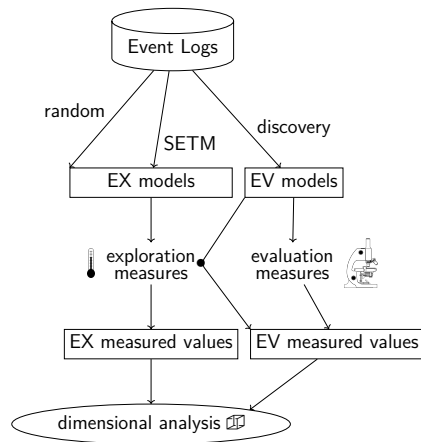 Event Logs
random
SETM
discovery
EX models
EV models
exploration
measures
evaluation
measures
EX measured values
EV measured values
dimensional analysis